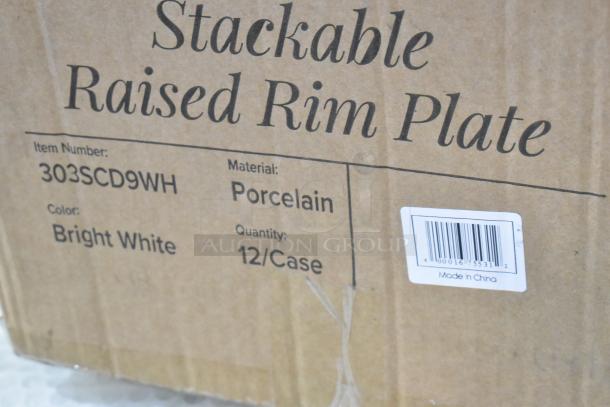 Stackable
Raised Rim Plate
Item Number:
303SCD9WH
Material:
Porcelain
Color:
Bright White
Quantity:
12/Case
AUCTION GROUP
Made in China